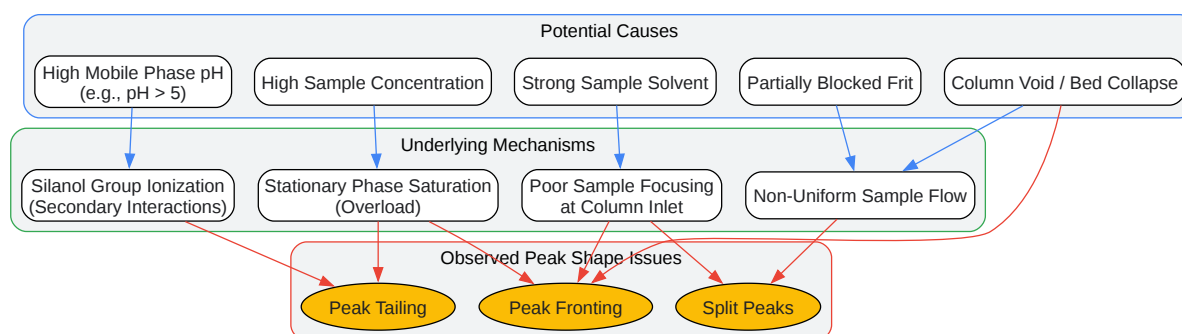 Potential Causes
High Mobile Phase pH
(e.g., pH > 5)
High Sample Concentration
Strong Sample Solvent
Partially Blocked Frit
Column Void / Bed Collapse
Underlying Mechanisms
Silanol Group Ionization
(Secondary Interactions)
Stationary Phase Saturation
(Overload)
Poor Sample Focusing
at Column Inlet
Non-Uniform Sample Flow
Observed Peak Shape Issues
Peak Tailing
Peak Fronting
Split Peaks